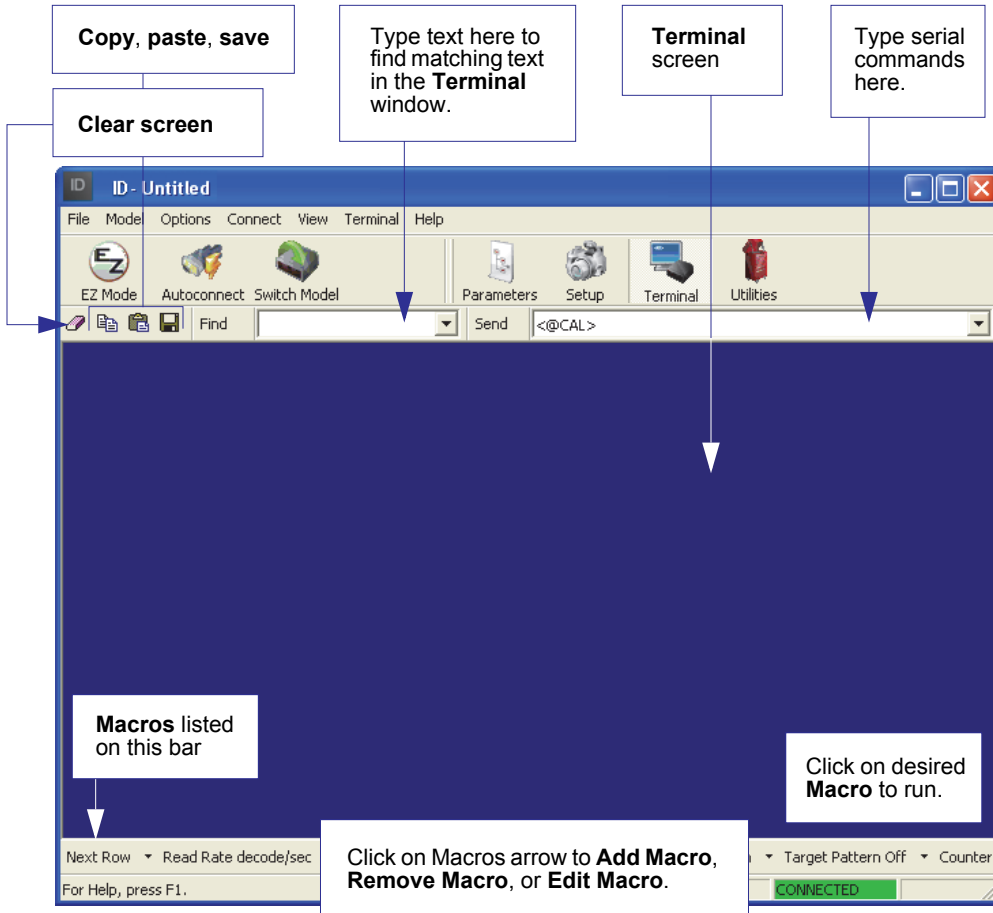 Copy, paste, save
Type text here to
find matching text
in the Terminal
window.
Terminal
screen
Type serial
commands
here.
Clear screen
ID
ID- Untitled
File Model Options Connect View Terminal Help
EZ
EZ Mode Autoconnect Switch Model Parameters Setup Terminal Utilities
Find Send <@CAL>
Macros listed
on this bar
Click on desired
Macro to run.
Next Row Read Rate decode/sec
Target Pattern Off Counter
Click on Macros arrow to Add Macro,
Remove Macro, or Edit Macro.
For Help, press F1.
CONNECTED